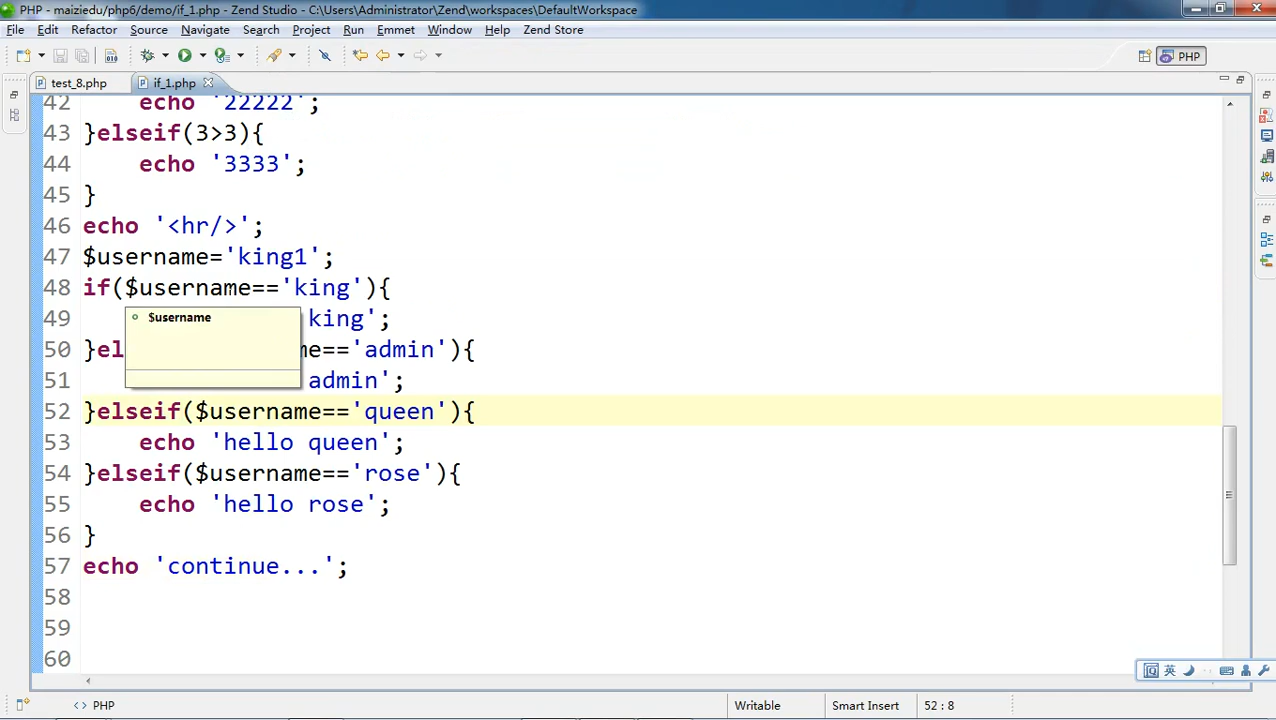 PHP - maiziedu/php6/demo/if_1.php - Zend Studio - C:\Users\Administrator\Zend\workspaces\DefaultWorkspace
File Edit Refactor Source Navigate Search Project Run Emmet Window Help Zend Store
PHP
test_8.php if_1.php
42 echo '22222';
43 }elseif(3>3){
44 echo '3333';
45 }
46 echo '<hr/>';
47 $username='king1';
48 if($username=='king'){
49 king';
$username
50 }el me=='admin'){
51 admin';
52 }elseif($username=='queen'){
53 echo 'hello queen';
54 }elseif($username=='rose'){
55 echo 'hello rose';
56 }
57 echo 'continue...';
58
59
60
英
<> PHP Writable Smart Insert 52 : 8